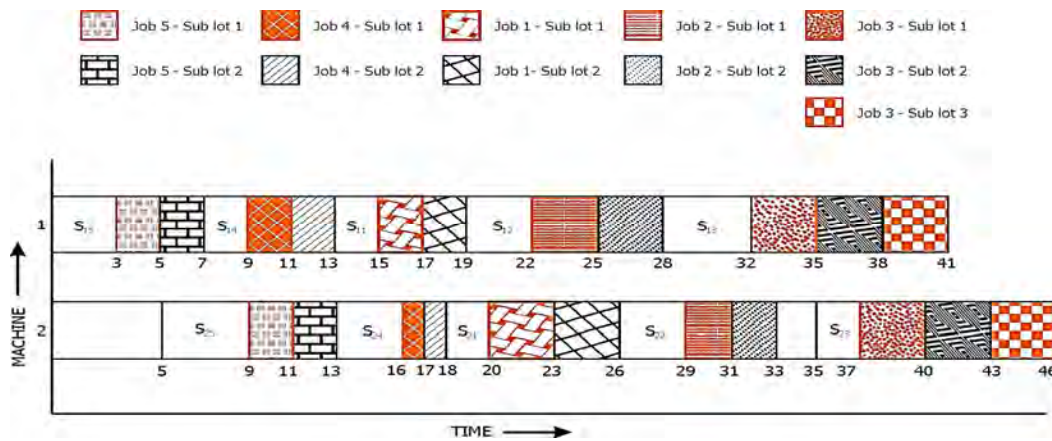 Job 5 - Sub lot 1 Job 4 - Sub lot 1 Job 1 - Sub lot 1 Job 2 - Sub lot 1 Job 3 - Sub lot 1
Job 5 - Sub lot 2 Job 4 - Sub lot 2 Job 1- Sub lot 2 Job 2 - Sub lot 2 Job 3 - Sub lot 2
Job 3 - Sub lot 3
MACHINE
1 S15 S14 S11 S12 S13
3 5 7 9 11 13 15 17 19 22 25 28 32 35 38 41
2 S25 S24 S21 S22 S23
5 9 11 13 16 17 18 20 23 26 29 31 33 35 37 40 43 46
TIME